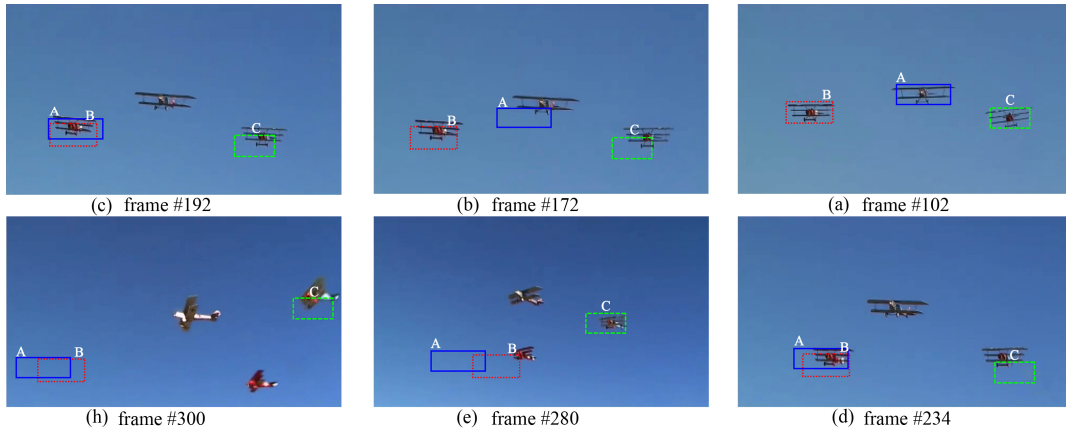 A B C
(c) frame #192
A B C
(b) frame #172
B A C
(a) frame #102
C
A B
(h) frame #300
C
A B
(e) frame #280
A B C
(d) frame #234